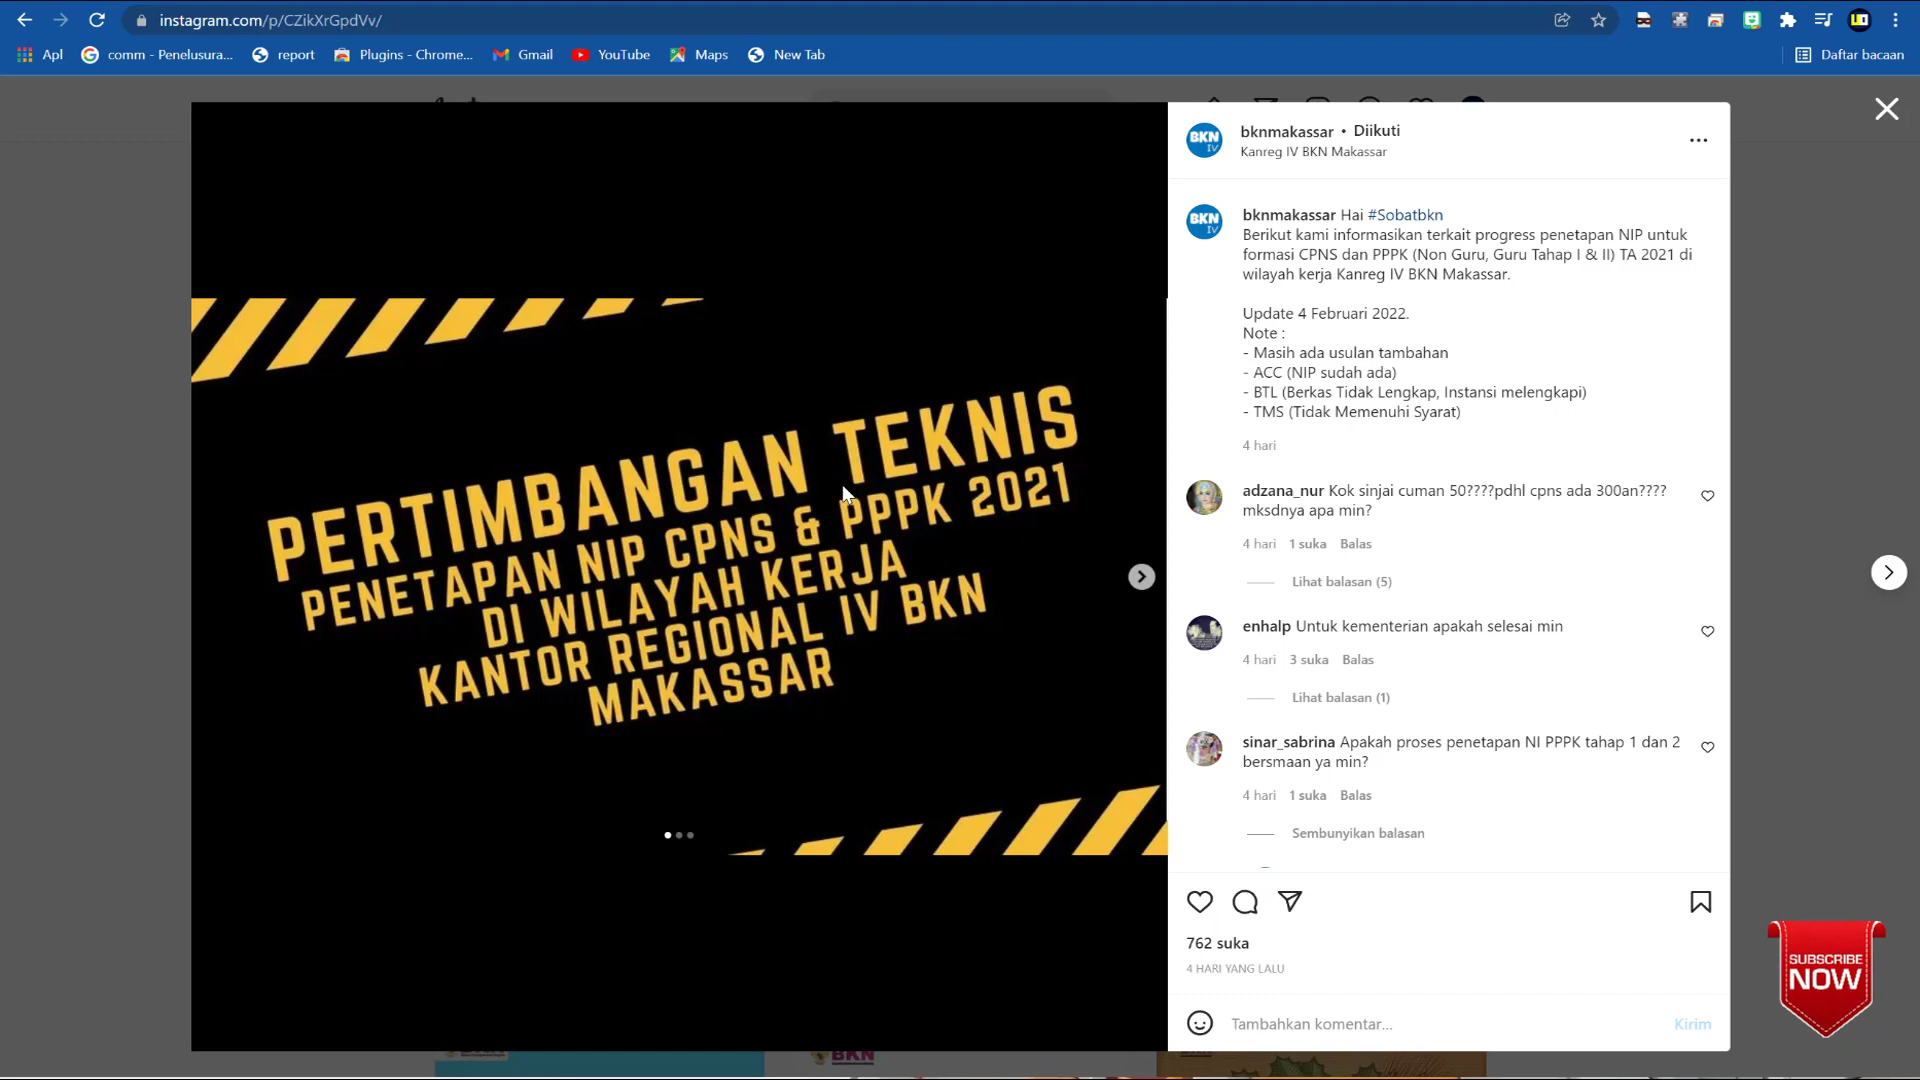 instagram.com/p/CZikXrGpdVv/
Apl
comm - Penelusura...
report
Plugins - Chrome...
Gmail
YouTube
Maps
New Tab
Daftar bacaan
PERTIMBANGAN TEKNIS
PENETAPAN NIP CPNS & PPPK 2021
DI WILAYAH KERJA
KANTOR REGIONAL IV BKN
MAKASSAR
BKN
IV
bknmakassar • Diikuti
Kanreg IV BKN Makassar
BKN
IV
bknmakassar Hai #Sobatbkn
Berikut kami informasikan terkait progress penetapan NIP untuk
formasi CPNS dan PPPK (Non Guru, Guru Tahap I & II) TA 2021 di
wilayah kerja Kanreg IV BKN Makassar.
Update 4 Februari 2022.
Note :
- Masih ada usulan tambahan
- ACC (NIP sudah ada)
- BTL (Berkas Tidak Lengkap, Instansi melengkapi)
- TMS (Tidak Memenuhi Syarat)
4 hari
adzana_nur Kok sinjai cuman 50????pdhl cpns ada 300an????
mksdnya apa min?
4 hari 1 suka Balas
Lihat balasan (5)
enhalp Untuk kementerian apakah selesai min
4 hari 3 suka Balas
Lihat balasan (1)
sinar_sabrina Apakah proses penetapan NI PPPK tahap 1 dan 2
bersmaan ya min?
4 hari 1 suka Balas
Sembunyikan balasan
762 suka
4 HARI YANG LALU
Tambahkan komentar...
Kirim
SUBSCRIBE
NOW
BKN